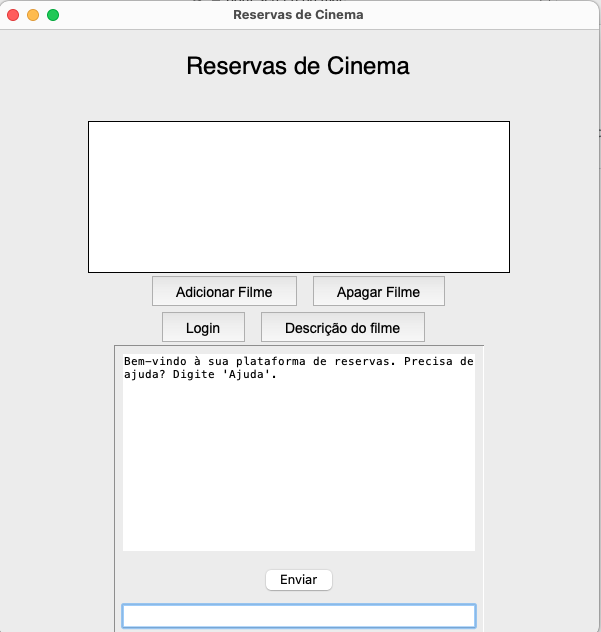 Reservas de Cinema
Reservas de Cinema
Adicionar Filme
Apagar Filme
Login
Descrição do filme
Bem-vindo à sua plataforma de reservas. Precisa de
ajuda? Digite 'Ajuda'.
Enviar